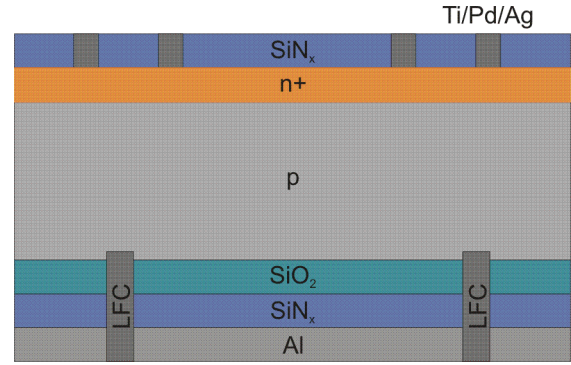 Ti/Pd/Ag
SiNₓ
n+
p
SiO₂
LFC
LFC
SiNₓ
Al